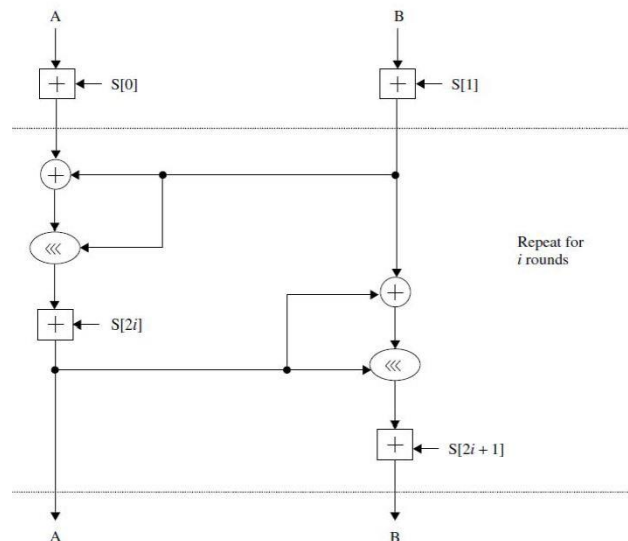 A B
+ S[0] + S[1]
+
<<<
Repeat for
i rounds
+
+ S[2i]
<<<
+ S[2i + 1]
A B